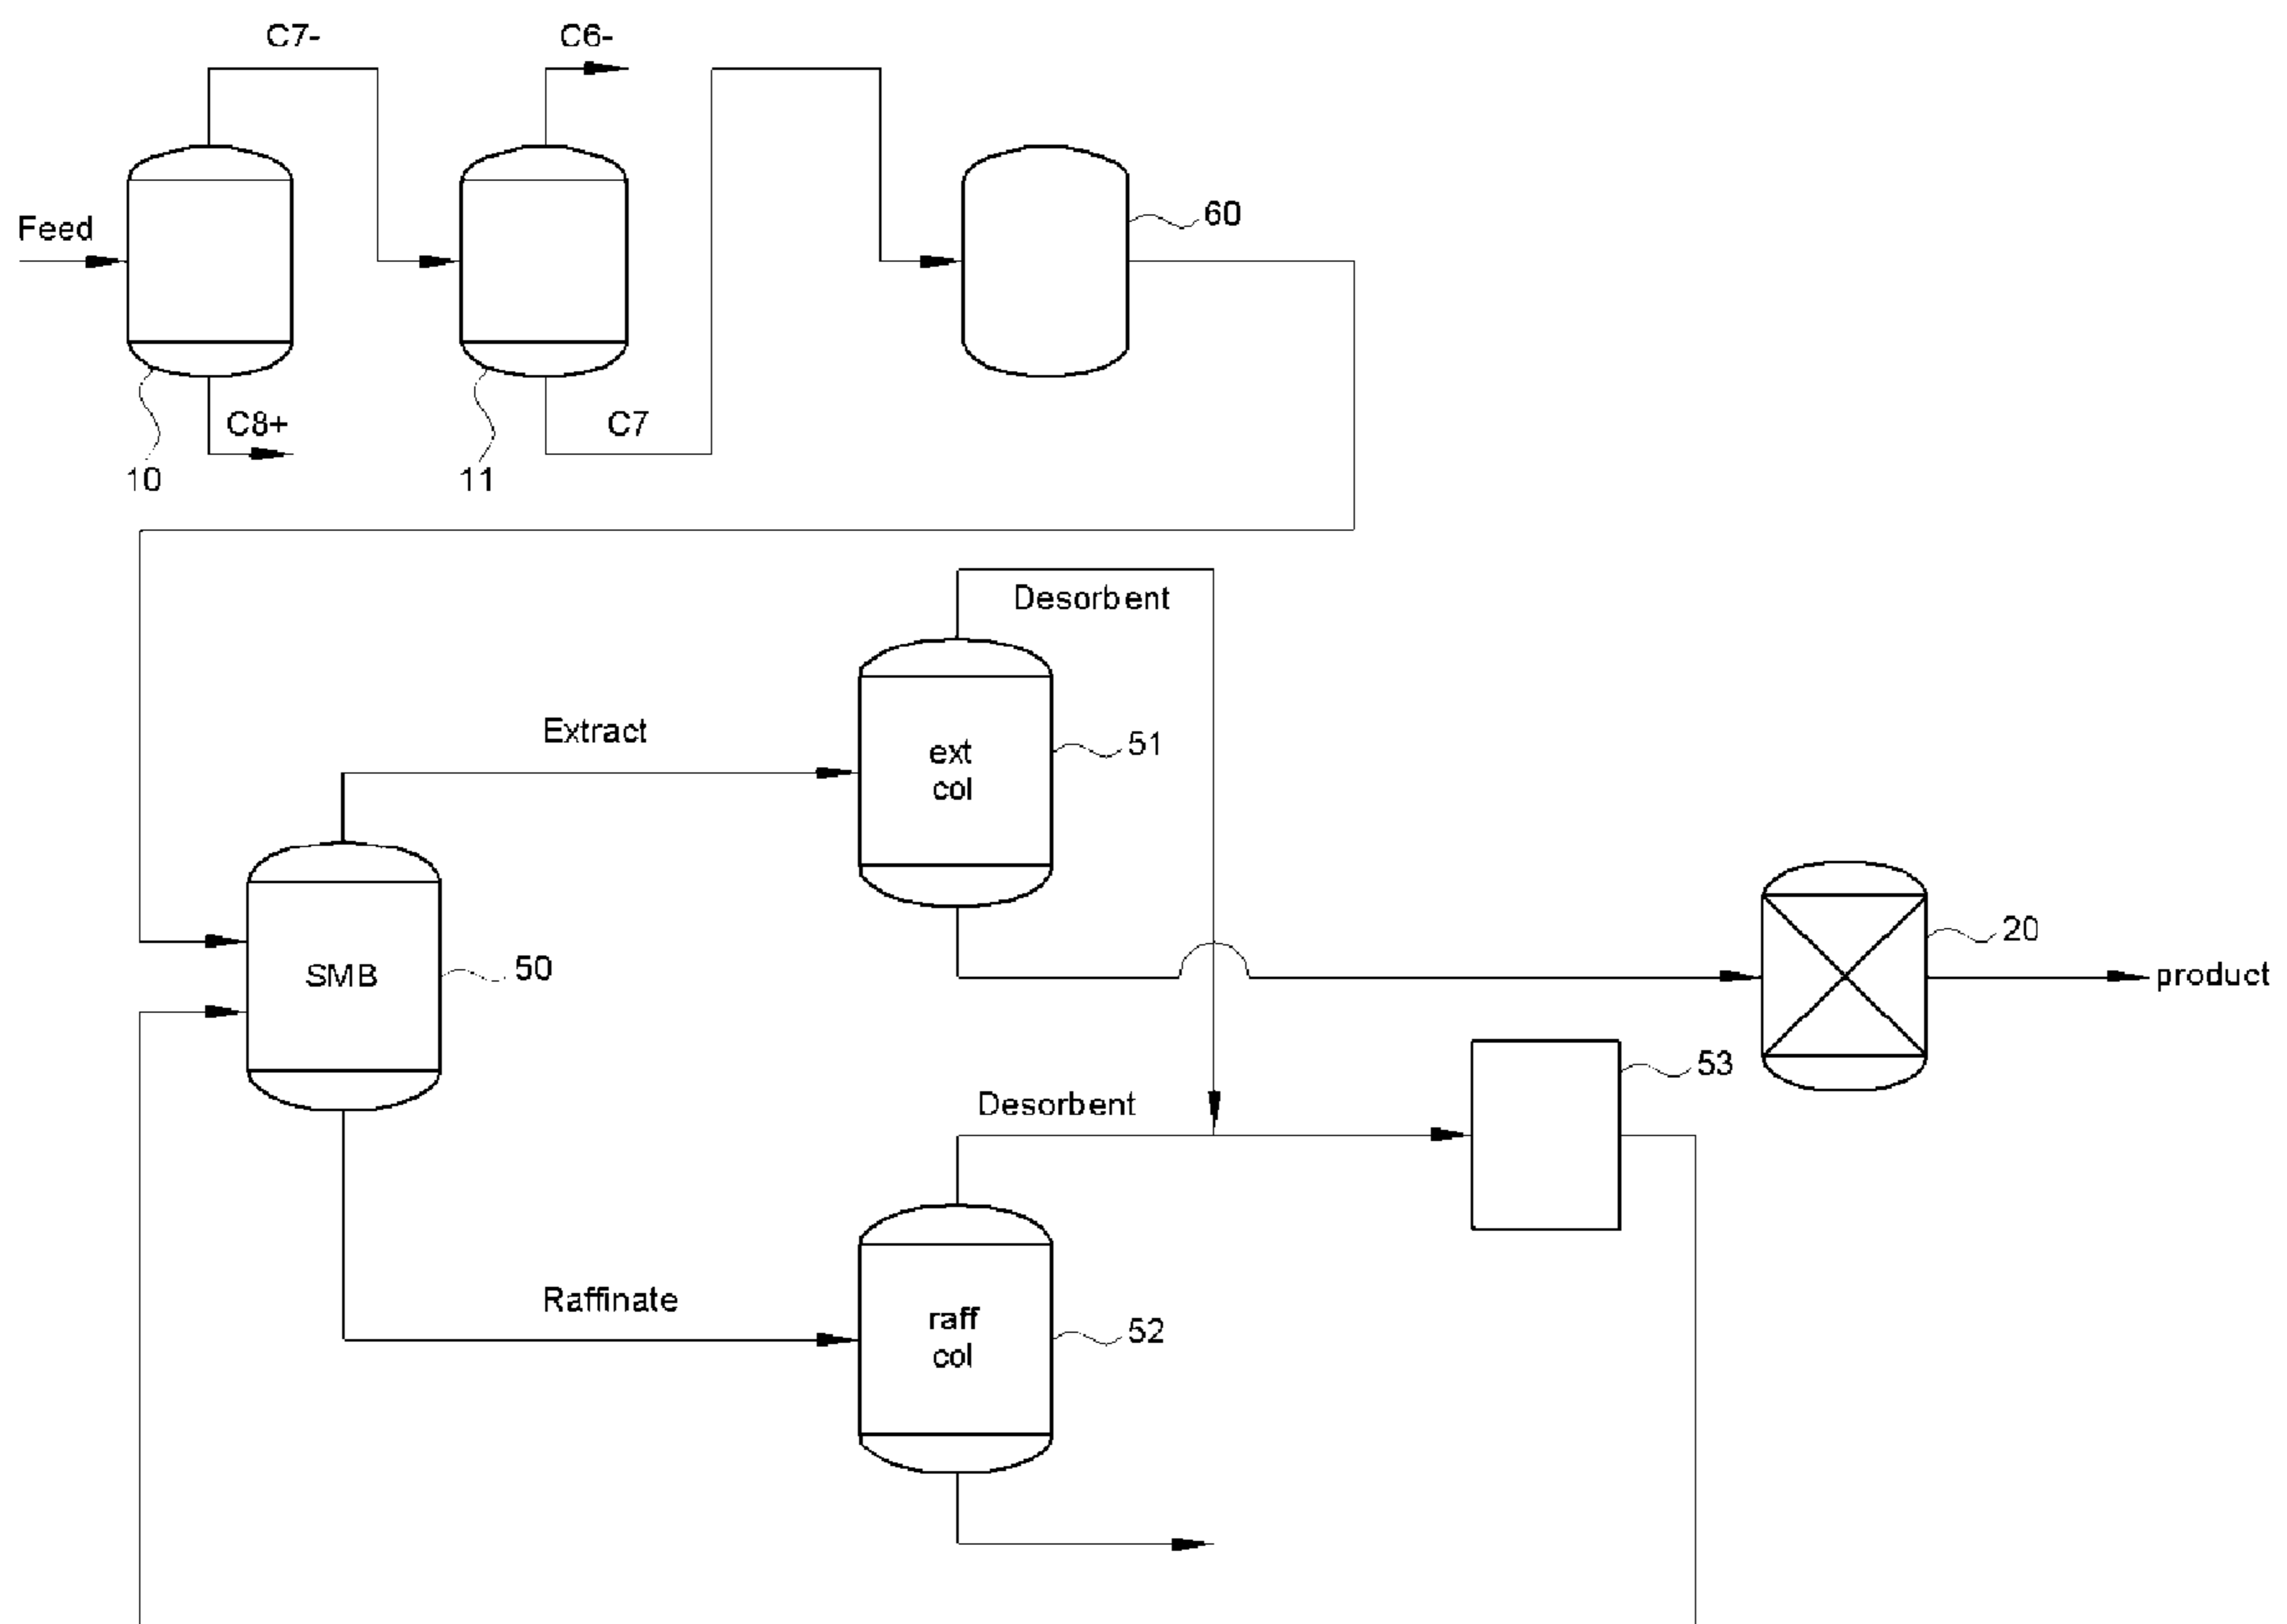 C7-
C6-
Feed
60
C8+
C7
10
11
Desorbent
Extract
ext
col
51
20
SMB
50
product
53
Desorbent
Raffinate
raff
col
52